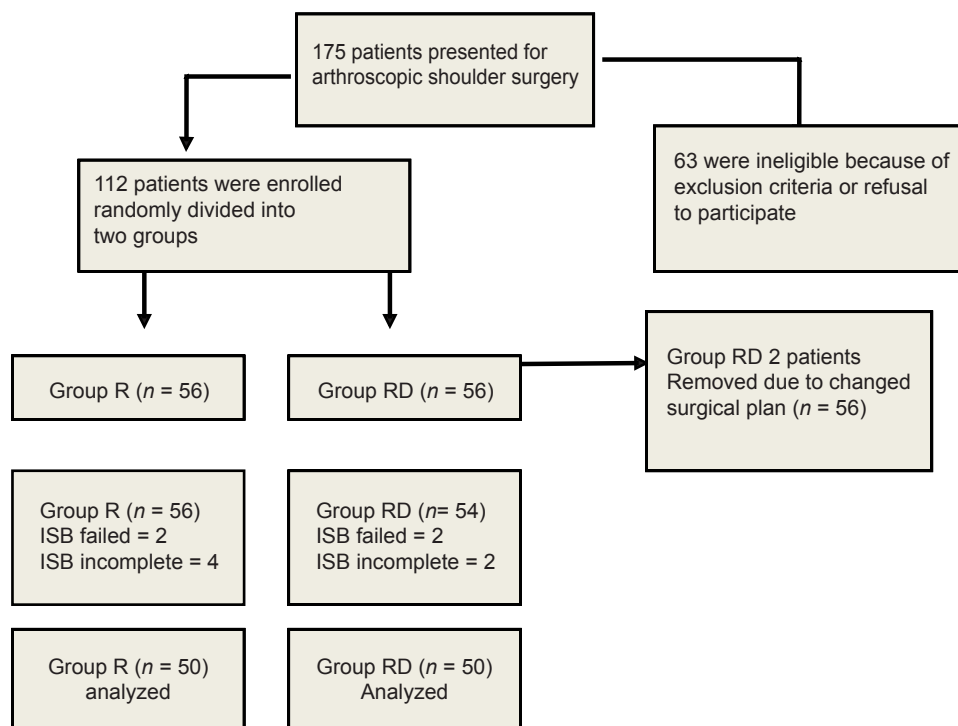 175 patients presented for
arthroscopic shoulder surgery
63 were ineligible because of
exclusion criteria or refusal
to participate
112 patients were enrolled
randomly divided into
two groups
Group R (n = 56)
Group RD (n = 56)
Group RD 2 patients
Removed due to changed
surgical plan (n = 56)
Group R (n = 56)
ISB failed = 2
ISB incomplete = 4
Group RD (n= 54)
ISB failed = 2
ISB incomplete = 2
Group R (n = 50)
analyzed
Group RD (n = 50)
Analyzed